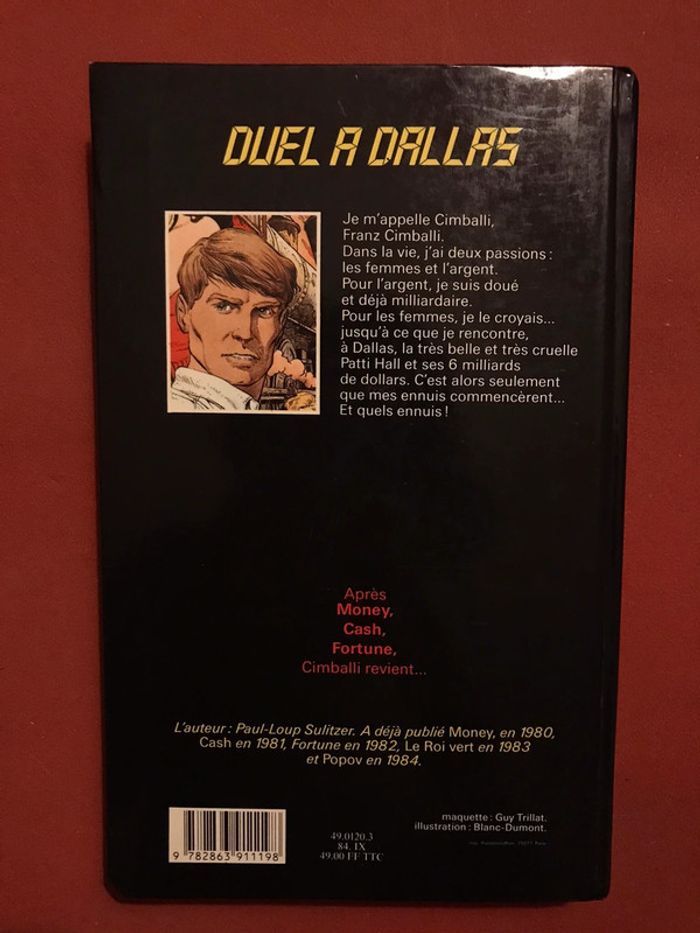 DUEL A DALLAS
Je m'appelle Cimballi,
Franz Cimballi.
Dans la vie, j'ai deux passions :
les femmes et l'argent.
Pour l'argent, je suis doué
et déjà milliardaire.
Pour les femmes, je le croyais...
jusqu'à ce que je rencontre,
à Dallas, la très belle et très cruelle
Patti Hall et ses 6 milliards
de dollars. C'est alors seulement
que mes ennuis commencèrent...
Et quels ennuis !
Après
Money,
Cash,
Fortune,
Cimballi revient...
L'auteur : Paul-Loup Sulitzer. A déjà publié Money, en 1980,
Cash en 1981, Fortune en 1982, Le Roi vert en 1983
et Popov en 1984.
maquette : Guy Trillat.
illustration : Blanc-Dumont.
49.0120.3
84. IX
49.00 FF TTC
9 782863 911198